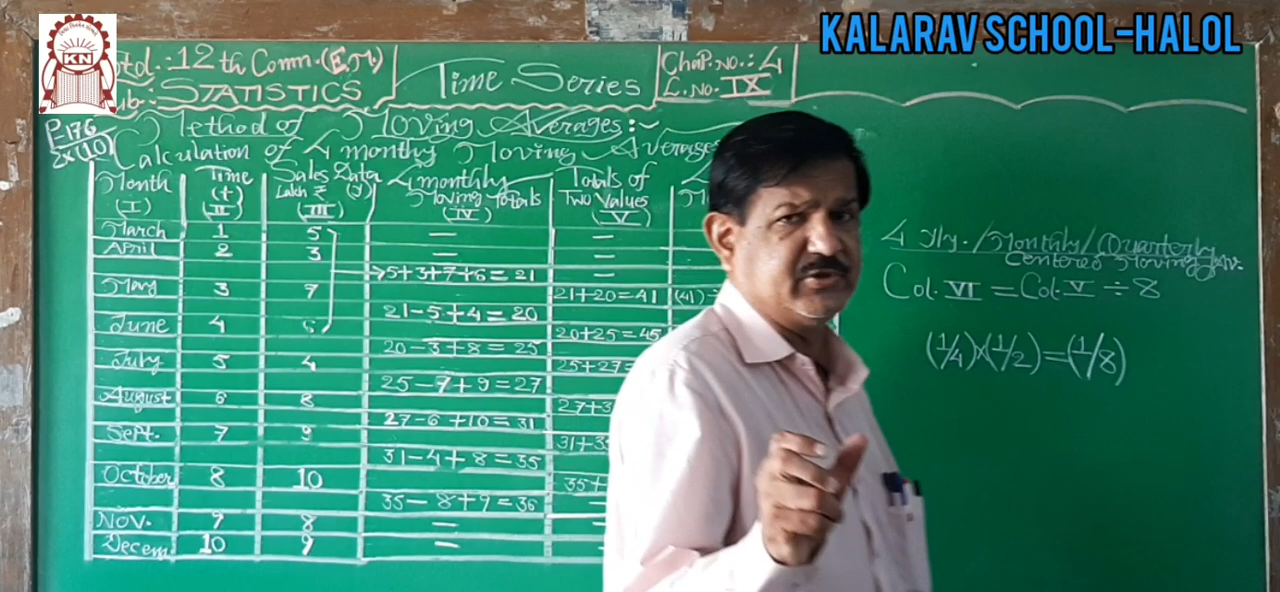 KALARAV SCHOOL-HALOL
KN
Std.: 12th Comm. (E.M) Time Series Chap.No.: 4
Sub: STATISTICS L.No. IX
P-176 Method of Moving Averages:-
2x(10) Calculation of 4 monthly Moving Averages
Month (I) Time (t) (II) Sales Data Lakh ₹ (y) (III) 4 monthly Moving Totals (IV) Totals of Two Values (V)
March 1 5 — —
April 2 3 — —
5+3+7+6=21 —
May 3 7 21+20=41 (41)÷
21-5+4=20
June 4 6 20+25=45
20-3+8=25
July 5 4 25+27=
25-7+9=27
August 6 8 27+3
27-6+10=31
Sept. 7 9 31+35
31-4+8=35
October 8 10 35+
35-8+9=36 —
Nov. 9 8 — —
Decem 10 9 — —
4 Yly./Monthly/Quarterly
Centered Moving Av.
Col. VI = Col. V ÷ 8
(1/4)x(1/2)=(1/8)